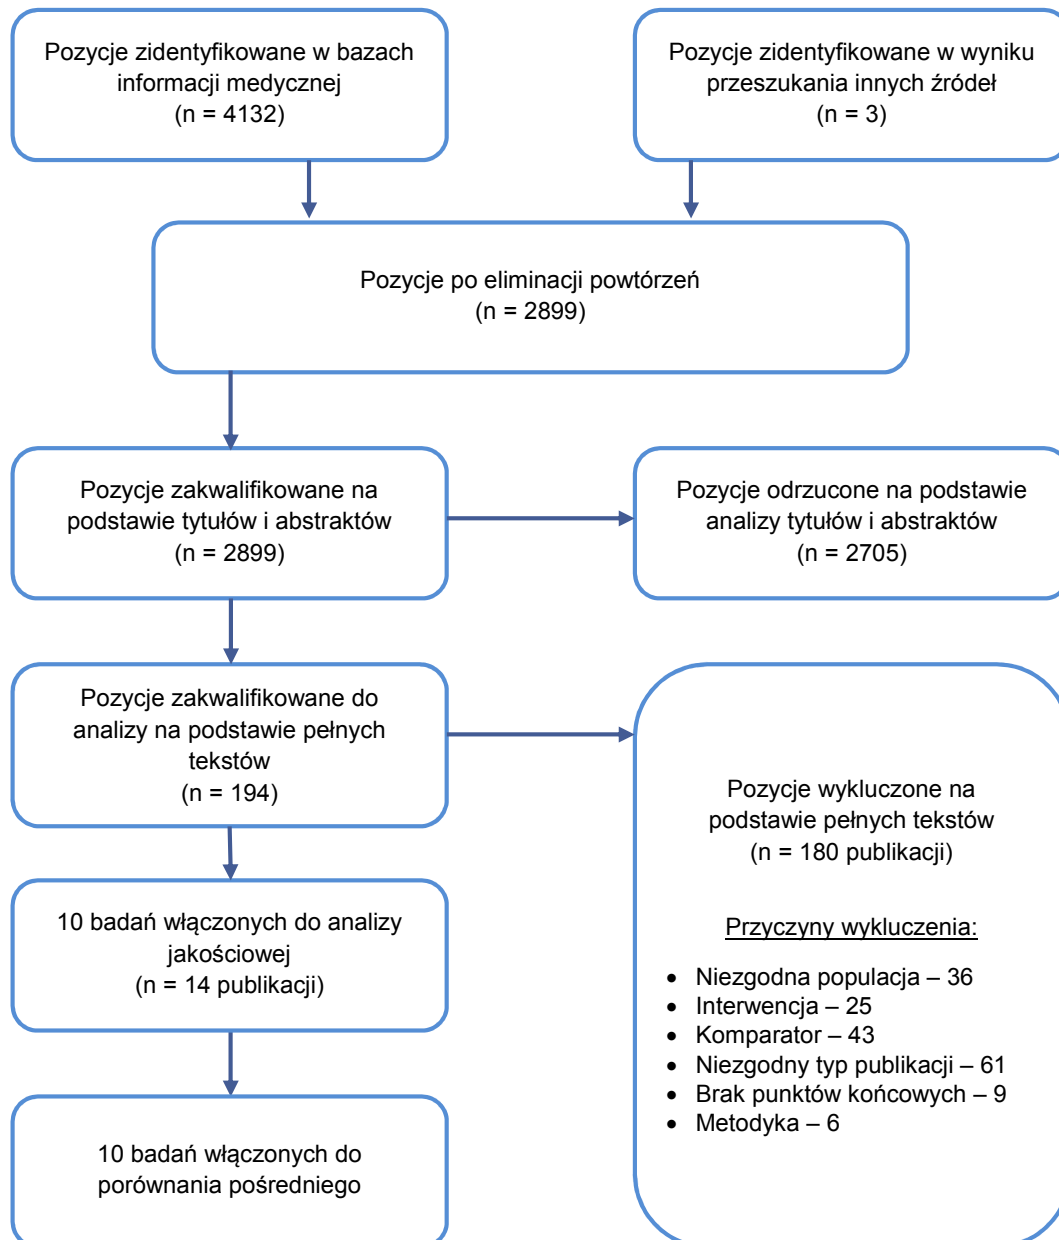 Pozycje zidentyfikowane w bazach
informacji medycznej
(n = 4132)
Pozycje zidentyfikowane w wyniku
przeszukania innych źródeł
(n = 3)
Pozycje po eliminacji powtórzeń
(n = 2899)
Pozycje zakwalifikowane na
podstawie tytułów i abstraktów
(n = 2899)
Pozycje odrzucone na podstawie
analizy tytułów i abstraktów
(n = 2705)
Pozycje zakwalifikowane do
analizy na podstawie pełnych
tekstów
(n = 194)
Pozycje wykluczone na
podstawie pełnych tekstów
(n = 180 publikacji)
Przyczyny wykluczenia:
• Niezgodna populacja – 36
• Interwencja – 25
• Komparator – 43
• Niezgodny typ publikacji – 61
• Brak punktów końcowych – 9
• Metodyka – 6
10 badań włączonych do analizy
jakościowej
(n = 14 publikacji)
10 badań włączonych do
porównania pośredniego